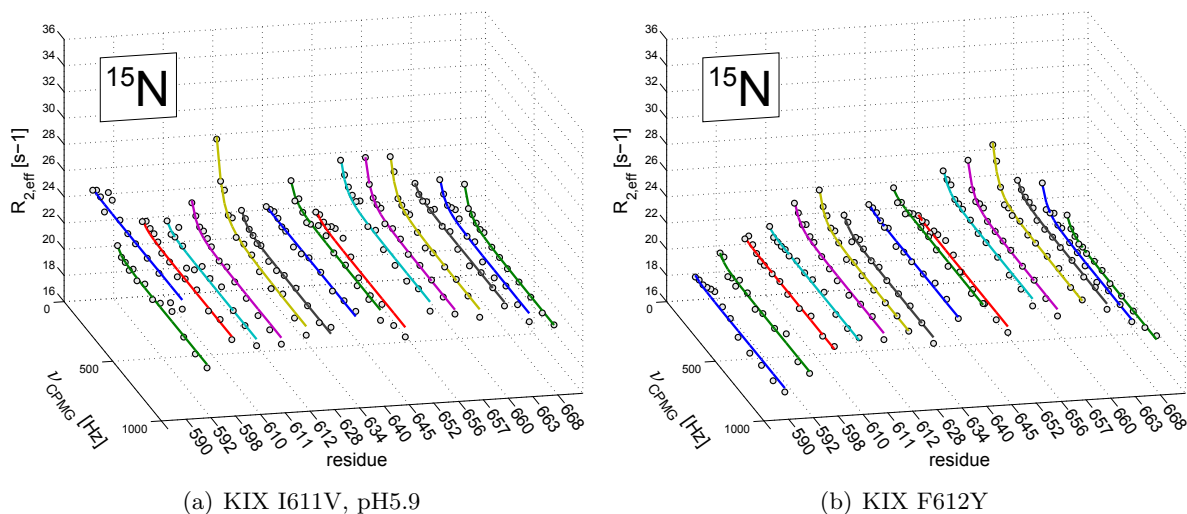 36
34
32
30
28
26
24
22
20
18
16
R2,eff [s−1]
15N
0
500
1000
ν CPMG [Hz]
590 592 598 610 611 612 628 634 640 645 652 656 657 660 663 668
residue
(a) KIX I611V, pH5.9
36
34
32
30
28
26
24
22
20
18
16
R2,eff [s−1]
15N
0
500
1000
ν CPMG [Hz]
590 592 598 610 611 612 628 634 640 645 652 656 657 660 663 668
residue
(b) KIX F612Y